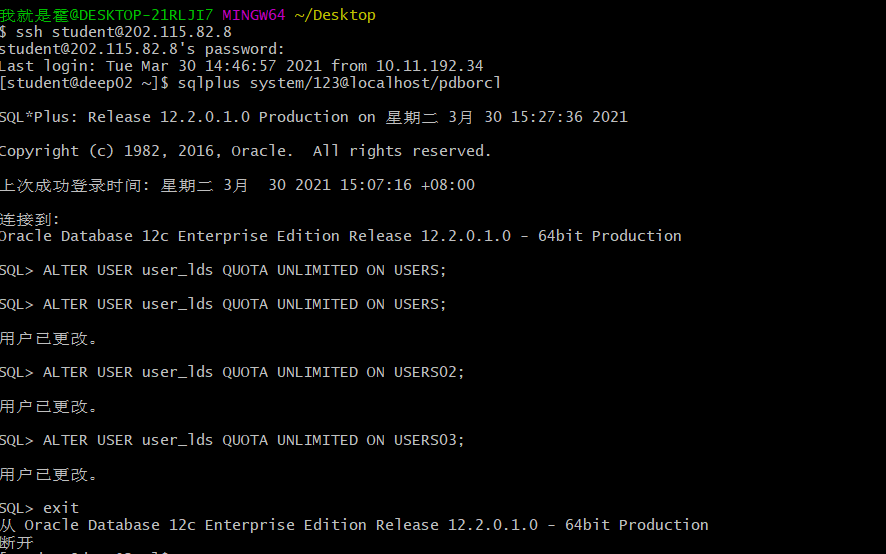 我就是霍@DESKTOP-21RLJI7 MINGW64 ~/Desktop
$ ssh student@202.115.82.8
student@202.115.82.8's password:
Last login: Tue Mar 30 14:46:57 2021 from 10.11.192.34
[student@deep02 ~]$ sqlplus system/123@localhost/pdborcl
SQL*Plus: Release 12.2.0.1.0 Production on 星期二 3月 30 15:27:36 2021
Copyright (c) 1982, 2016, Oracle.  All rights reserved.
上次成功登录时间: 星期二 3月  30 2021 15:07:16 +08:00
连接到:
Oracle Database 12c Enterprise Edition Release 12.2.0.1.0 - 64bit Production
SQL> ALTER USER user_lds QUOTA UNLIMITED ON USERS;
SQL> ALTER USER user_lds QUOTA UNLIMITED ON USERS;
用户已更改。
SQL> ALTER USER user_lds QUOTA UNLIMITED ON USERS02;
用户已更改。
SQL> ALTER USER user_lds QUOTA UNLIMITED ON USERS03;
用户已更改。
SQL> exit
从 Oracle Database 12c Enterprise Edition Release 12.2.0.1.0 - 64bit Production
断开